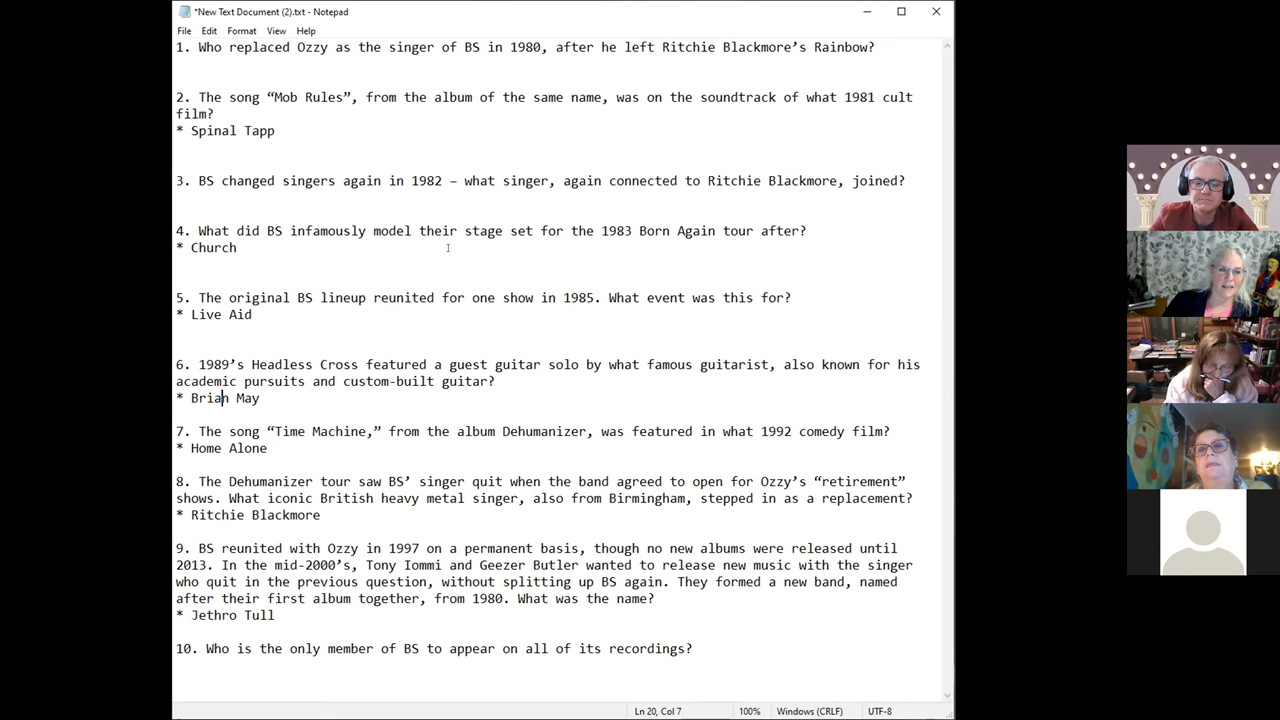 *New Text Document (2).txt - Notepad
File Edit Format View Help
1. Who replaced Ozzy as the singer of BS in 1980, after he left Ritchie Blackmore’s Rainbow?
2. The song “Mob Rules”, from the album of the same name, was on the soundtrack of what 1981 cult
film?
* Spinal Tapp
3. BS changed singers again in 1982 – what singer, again connected to Ritchie Blackmore, joined?
4. What did BS infamously model their stage set for the 1983 Born Again tour after?
* Church
5. The original BS lineup reunited for one show in 1985. What event was this for?
* Live Aid
6. 1989’s Headless Cross featured a guest guitar solo by what famous guitarist, also known for his
academic pursuits and custom-built guitar?
* Brian May
7. The song “Time Machine,” from the album Dehumanizer, was featured in what 1992 comedy film?
* Home Alone
8. The Dehumanizer tour saw BS’ singer quit when the band agreed to open for Ozzy’s “retirement”
shows. What iconic British heavy metal singer, also from Birmingham, stepped in as a replacement?
* Ritchie Blackmore
9. BS reunited with Ozzy in 1997 on a permanent basis, though no new albums were released until
2013. In the mid-2000’s, Tony Iommi and Geezer Butler wanted to release new music with the singer
who quit in the previous question, without splitting up BS again. They formed a new band, named
after their first album together, from 1980. What was the name?
* Jethro Tull
10. Who is the only member of BS to appear on all of its recordings?
Ln 20, Col 7 100% Windows (CRLF) UTF-8